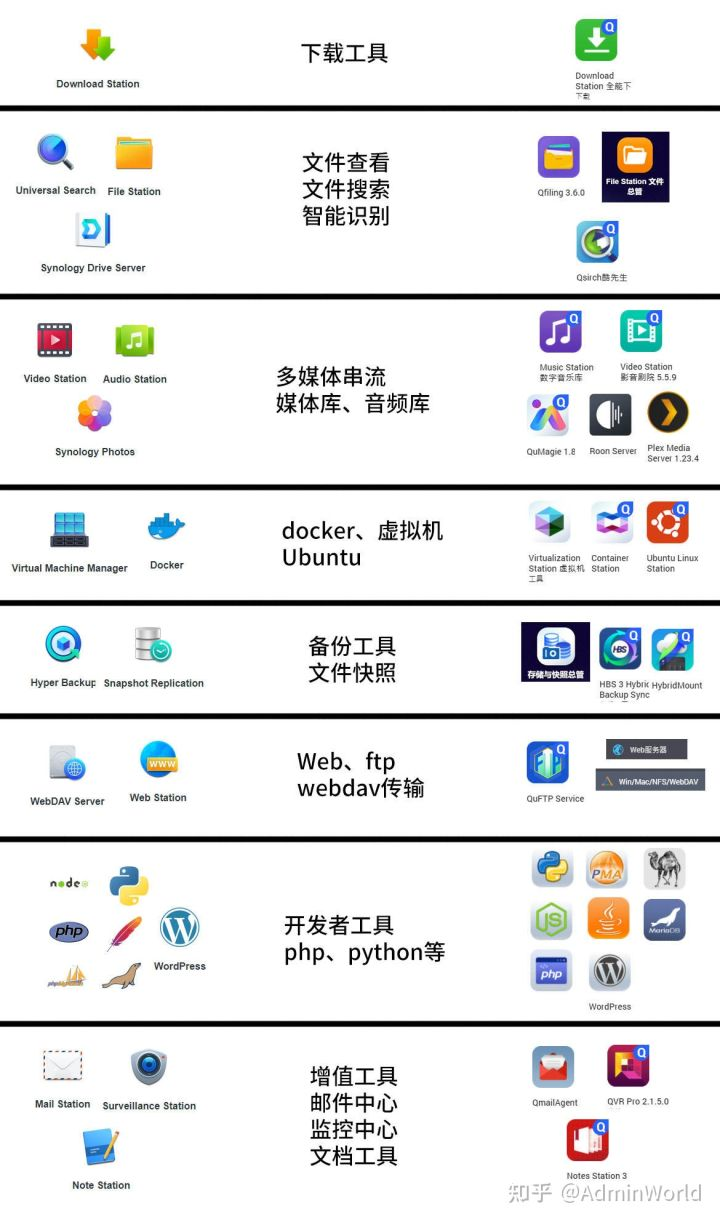 下载工具
Download Station
Download
Station 全能下
下载
文件查看
文件搜索
智能识别
Universal Search
File Station
Synology Drive Server
Qfiling 3.6.0
File Station 文件
总管
Qsirch酷先生
多媒体串流
媒体库、音频库
Video Station
Audio Station
Synology Photos
Music Station
数字音乐库
Video Station
影音剧院 5.5.9
QuMagie 1.8
Roon Server
Plex Media
Server 1.23.4
docker、虚拟机
Ubuntu
Virtual Machine Manager
Docker
Virtualization
Station 虚拟机
工具
Container
Station
Ubuntu Linux
Station
备份工具
文件快照
Hyper Backup
Snapshot Replication
存储与快照总管
HBS
HBS 3 Hybric
Backup Sync
HybridMount
Web、ftp
webdav传输
WebDAV Server
WWW
Web Station
FTP
QuFTP Service
Web服务器
Win/Mac/NFS/WebDAV
开发者工具
php、python等
node
php
WordPress
PMA
MariaDB
php
WordPress
增值工具
邮件中心
监控中心
文档工具
Mail Station
Surveillance Station
Note Station
QmailAgent
QVR Pro 2.1.5.0
Notes Station 3
知乎 @AdminWorld